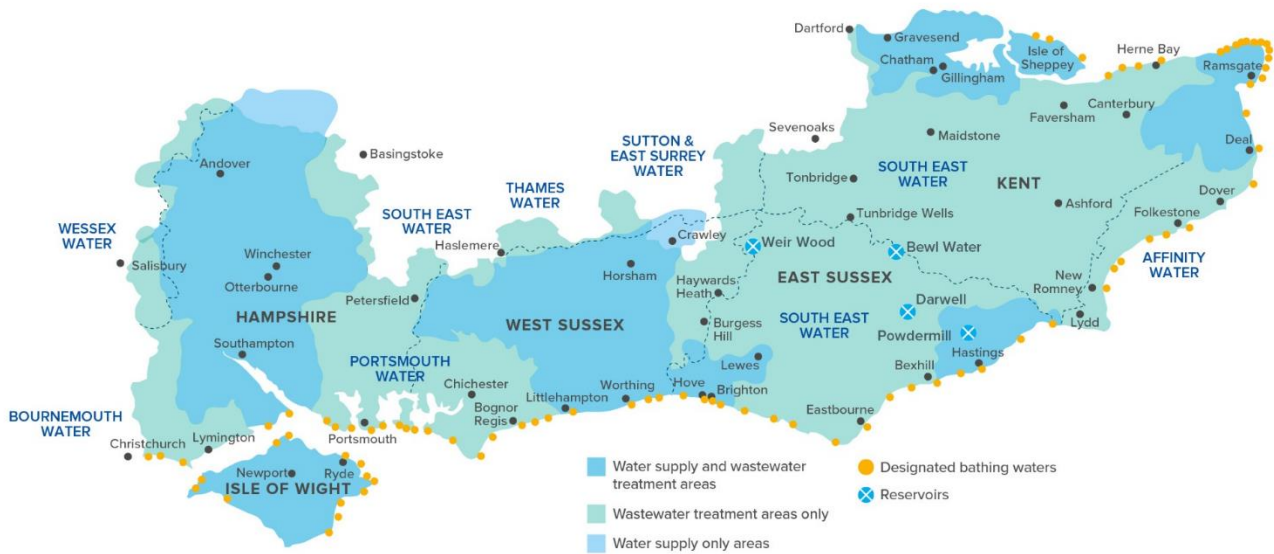 Dartford
Gravesend
Chatham
Gillingham
Isle of
Sheppey
Herne Bay
Ramsgate
Faversham
Canterbury
Deal
Sevenoaks
Maidstone
Andover
Basingstoke
SUTTON &
EAST SURREY
WATER
SOUTH EAST
WATER
KENT
Tonbridge
THAMES
WATER
Dover
Ashford
Folkestone
WESSEX
WATER
SOUTH EAST
WATER
Tunbridge Wells
Haslemere
Crawley
Weir Wood
Bewl Water
AFFINITY
WATER
Salisbury
Winchester
Otterbourne
Horsham
Haywards
Heath
EAST SUSSEX
New
Romney
Petersfield
Darwell
HAMPSHIRE
WEST SUSSEX
Burgess
Hill
SOUTH EAST
WATER
Powdermill
Lydd
Southampton
PORTSMOUTH
WATER
Lewes
Hastings
Bexhill
Chichester
Worthing
Hove
Brighton
Littlehampton
Bognor
Regis
Eastbourne
BOURNEMOUTH
WATER
Christchurch
Lymington
Portsmouth
Newport
Ryde
ISLE OF WIGHT
Water supply and wastewater
treatment areas
Wastewater treatment areas only
Water supply only areas
Designated bathing waters
Reservoirs